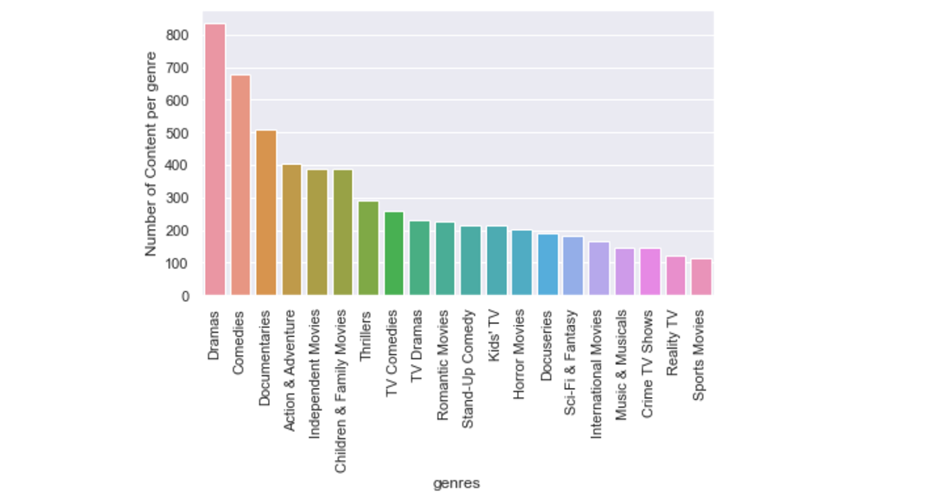 Number of Content per genre
800
700
600
500
400
300
200
100
0
Dramas
Comedies
Documentaries
Action & Adventure
Independent Movies
Children & Family Movies
Thrillers
TV Comedies
TV Dramas
Romantic Movies
Stand-Up Comedy
Kids' TV
Horror Movies
Docuseries
Sci-Fi & Fantasy
International Movies
Music & Musicals
Crime TV Shows
Reality TV
Sports Movies
genres